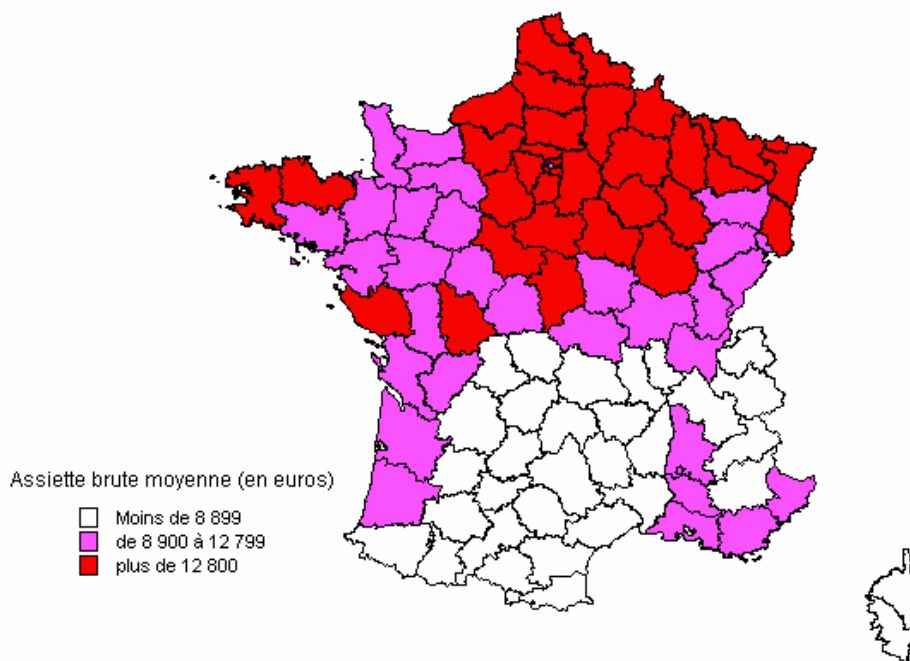 Assiette brute moyenne (en euros)
Moins de 8 899
de 8 900 à 12 799
plus de 12 800